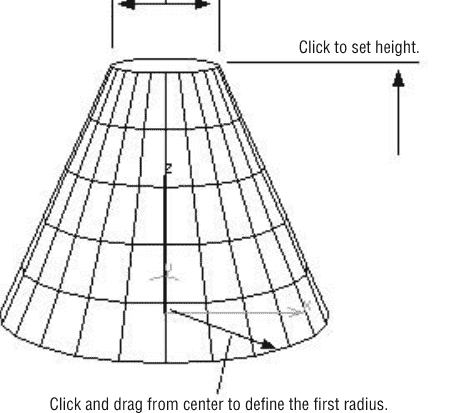 Click to set height.
z
Click and drag from center to define the first radius.